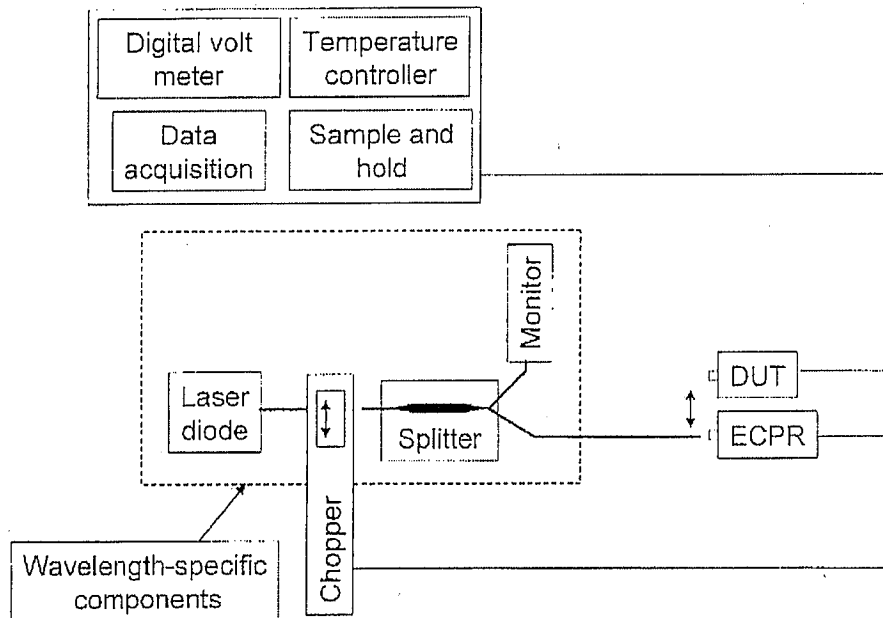 Digital volt
meter
Temperature
controller
Data
acquisition
Sample and
hold
Monitor
Laser
diode
Splitter
DUT
ECPR
Chopper
Wavelength-specific
components